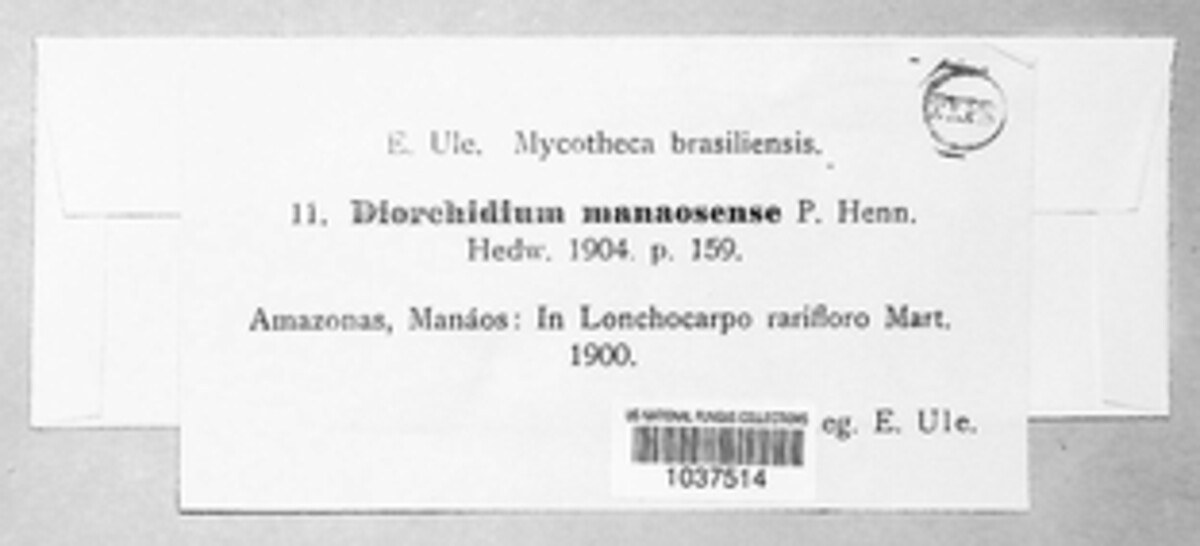 E. Ule. Mycotheca brasiliensis.
11. Diorchidium manaosense P. Henn.
Hedw. 1904. p. 159.
Amazonas, Manáos: In Lonchocarpo rarifloro Mart.
1900.
eg. E. Ule.
US NATIONAL FUNGUS COLLECTIONS
1037514